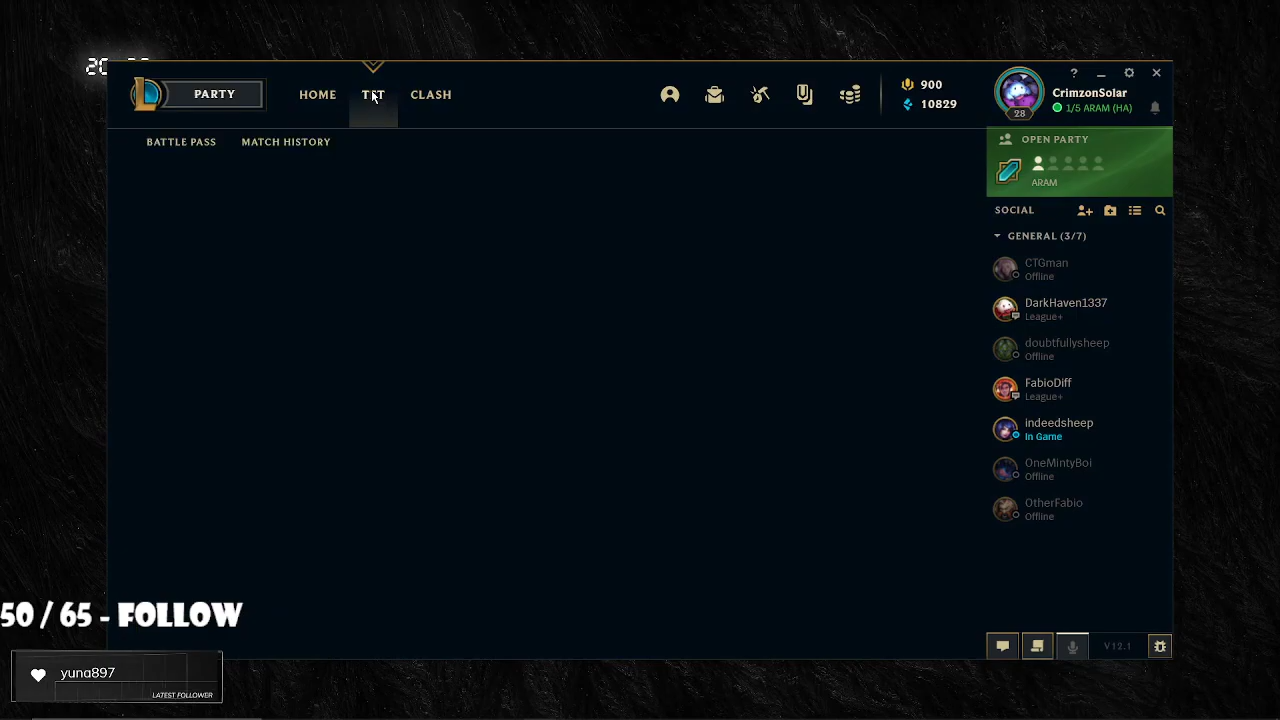 PARTY
HOME
TFT
CLASH
900
10829
28
CrimzonSolar
1/5 ARAM (HA)
BATTLE PASS
MATCH HISTORY
OPEN PARTY
ARAM
SOCIAL
GENERAL (3/7)
CTGman
Offline
DarkHaven1337
League+
doubtfullysheep
Offline
FabioDiff
League+
indeedsheep
In Game
OneMintyBoi
Offline
OtherFabio
Offline
50 / 65 - FOLLOW
yuna897
LATEST FOLLOWER
V12.1